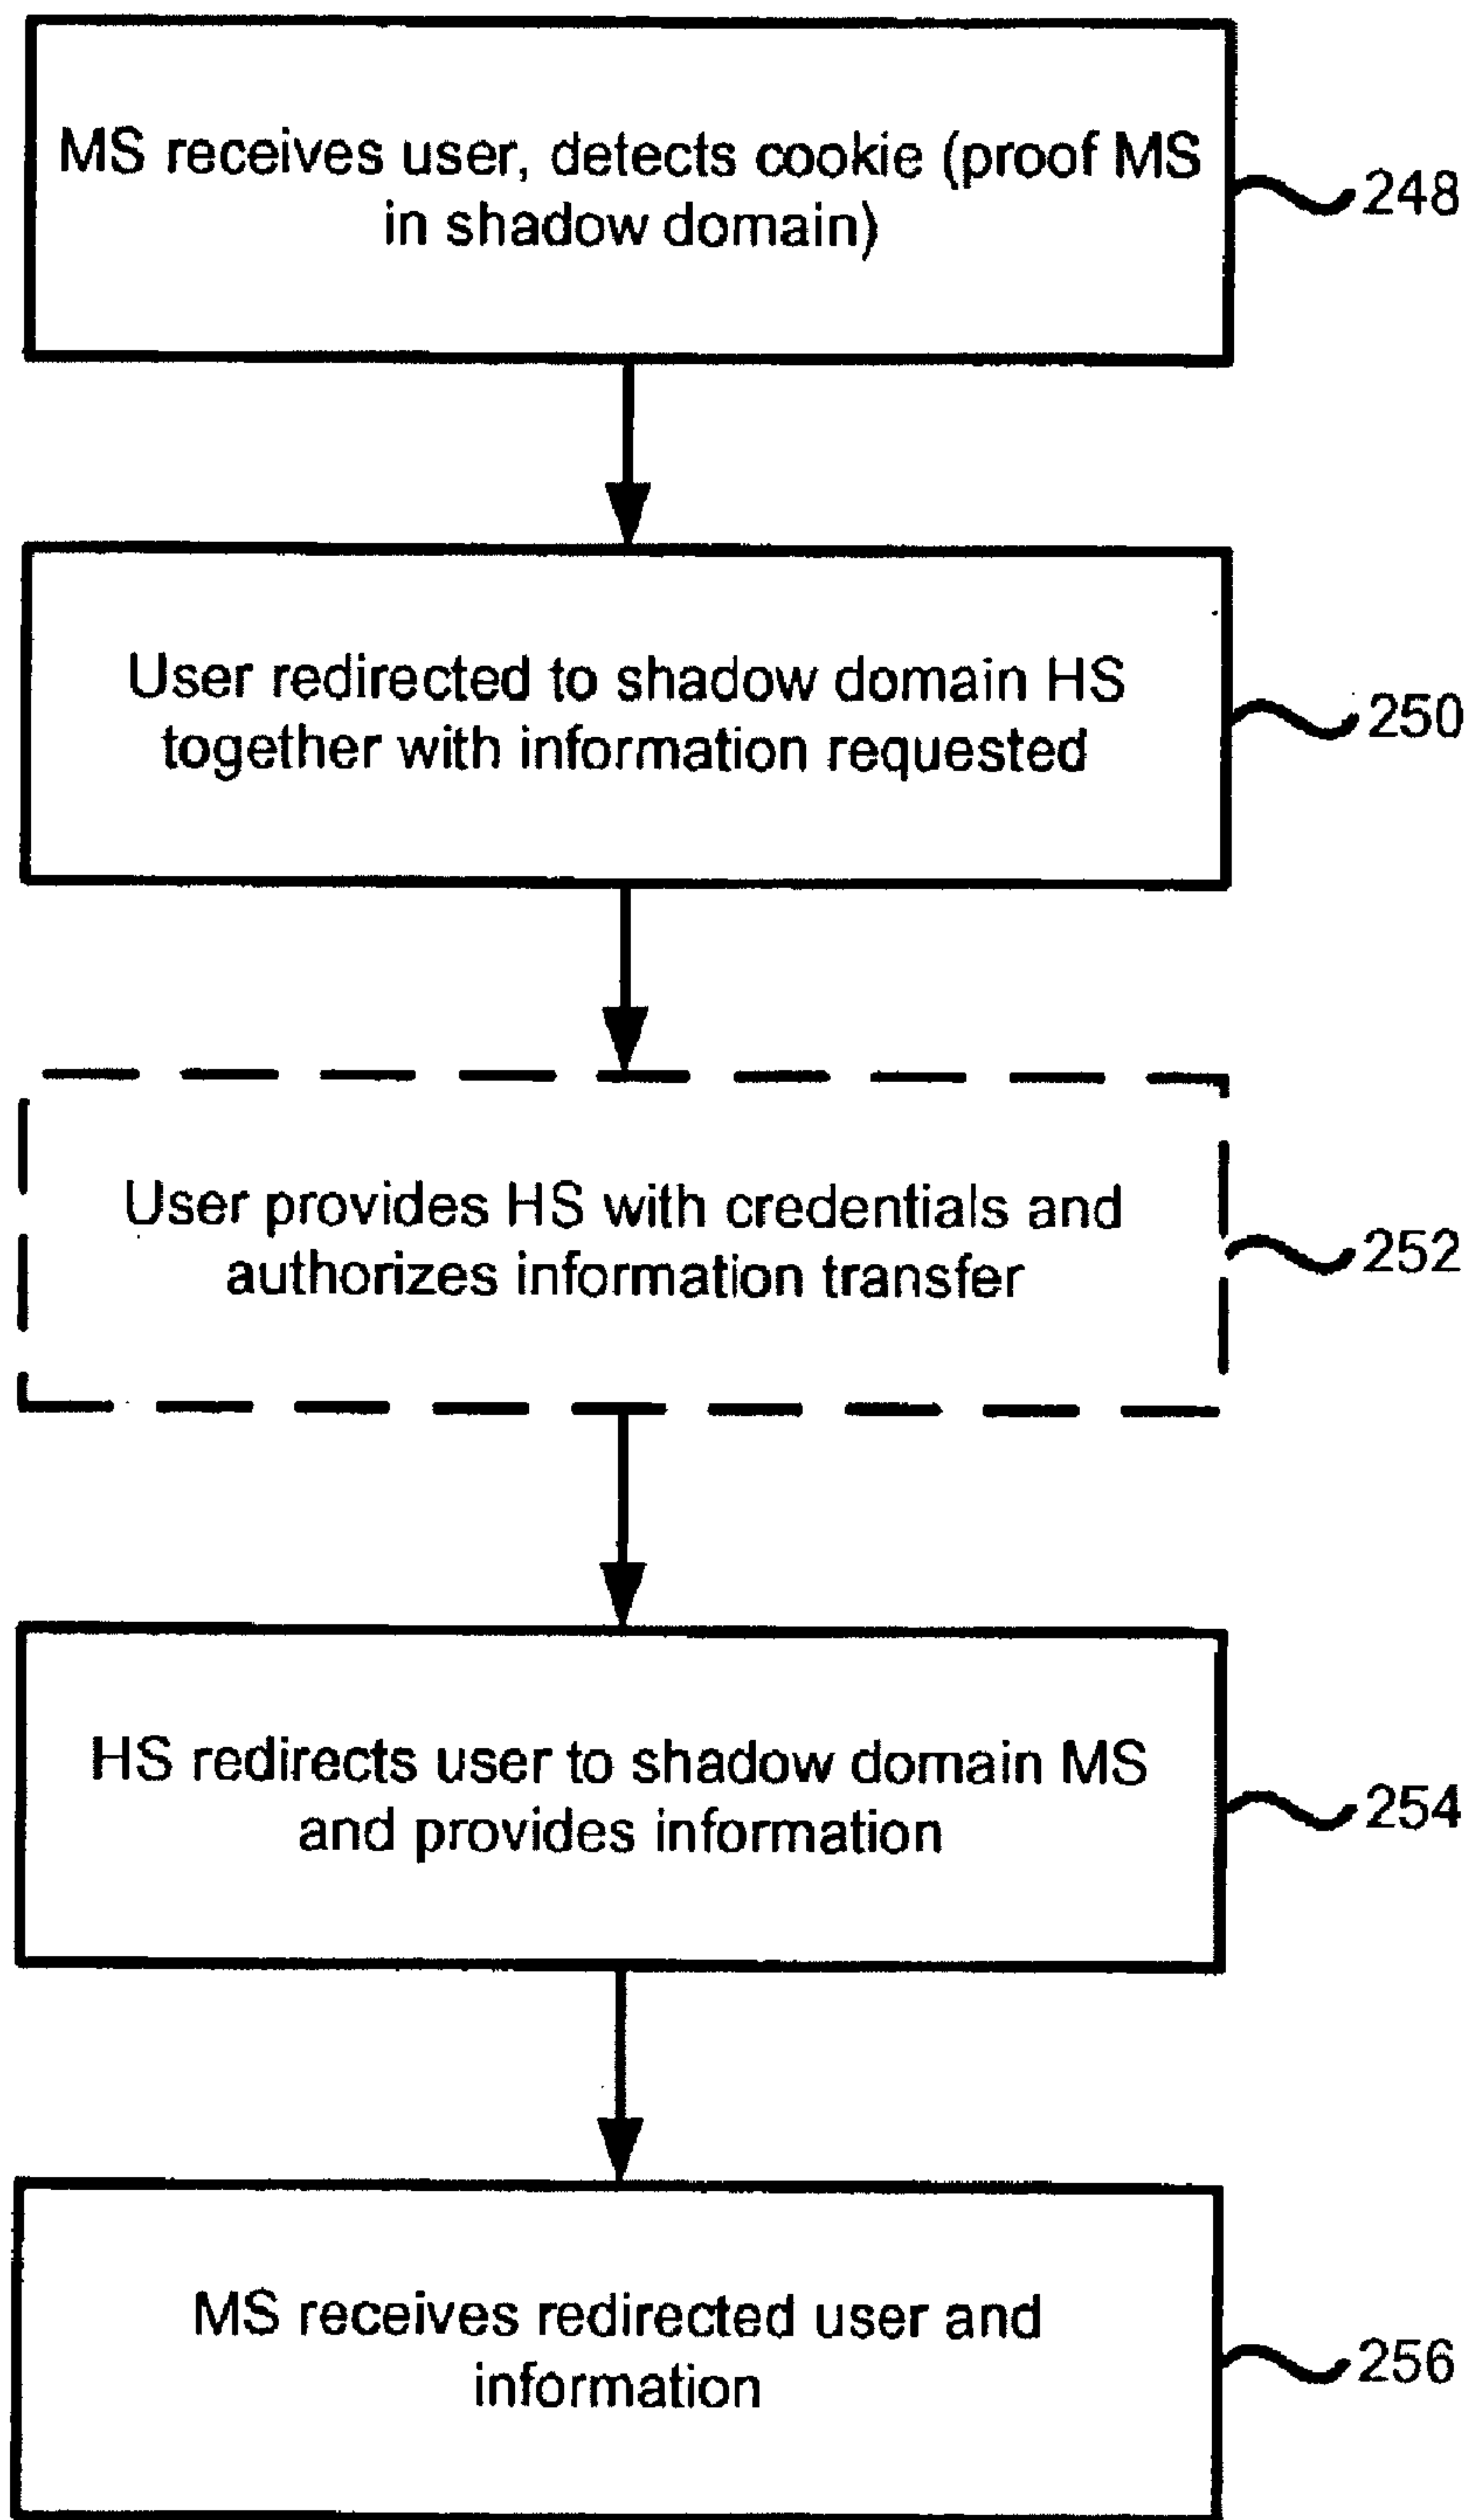 MS receives user, detects cookie (proof MS
in shadow domain)
248
User redirected to shadow domain HS
together with information requested
250
User provides HS with credentials and
authorizes information transfer
252
HS redirects user to shadow domain MS
and provides information
254
MS receives redirected user and
information
256